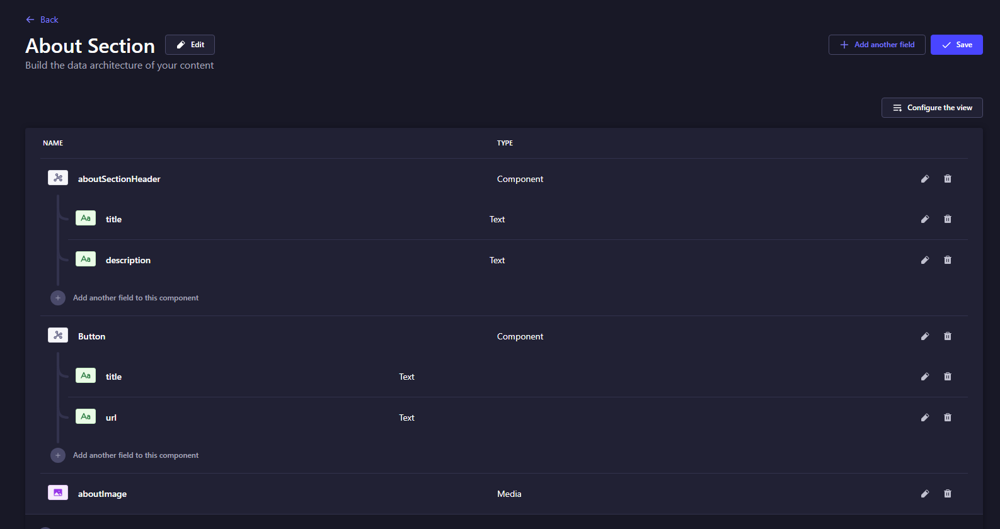 Back
About Section
Edit
Add another field
Save
Build the data architecture of your content
Configure the view
NAME TYPE
aboutSectionHeader Component
Aa title Text
Aa description Text
Add another field to this component
Button Component
Aa title Text
Aa url Text
Add another field to this component
aboutImage Media